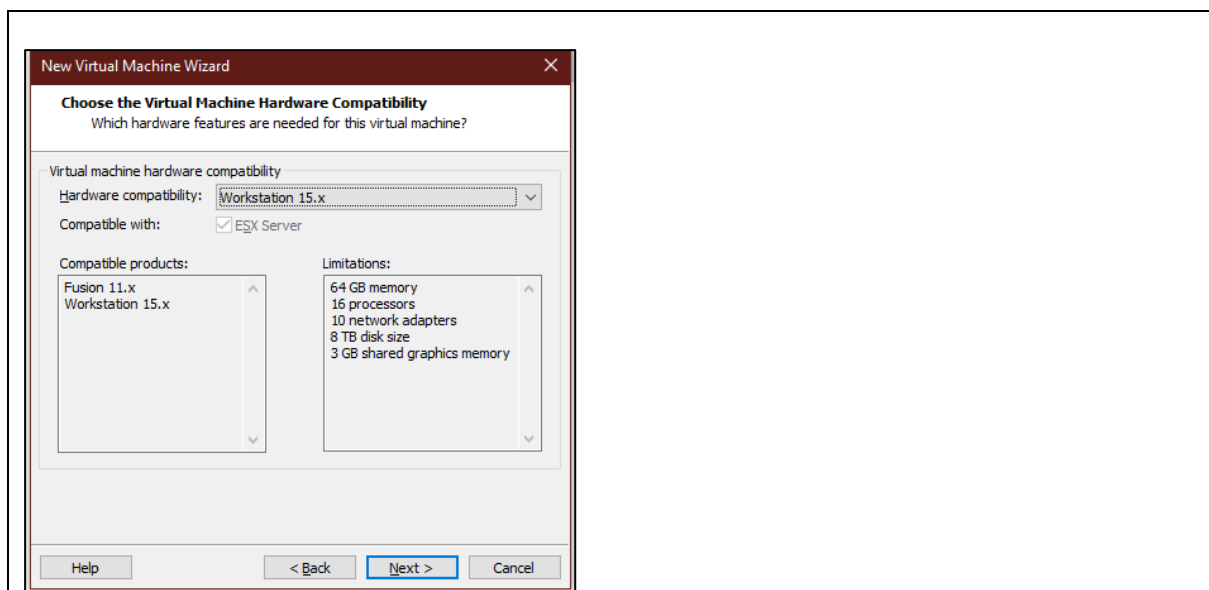 New Virtual Machine Wizard
Choose the Virtual Machine Hardware Compatibility
Which hardware features are needed for this virtual machine?
Virtual machine hardware compatibility
Hardware compatibility: Workstation 15.x
Compatible with: ESX Server
Compatible products:
Fusion 11.x
Workstation 15.x
Limitations:
64 GB memory
16 processors
10 network adapters
8 TB disk size
3 GB shared graphics memory
Help < Back Next > Cancel